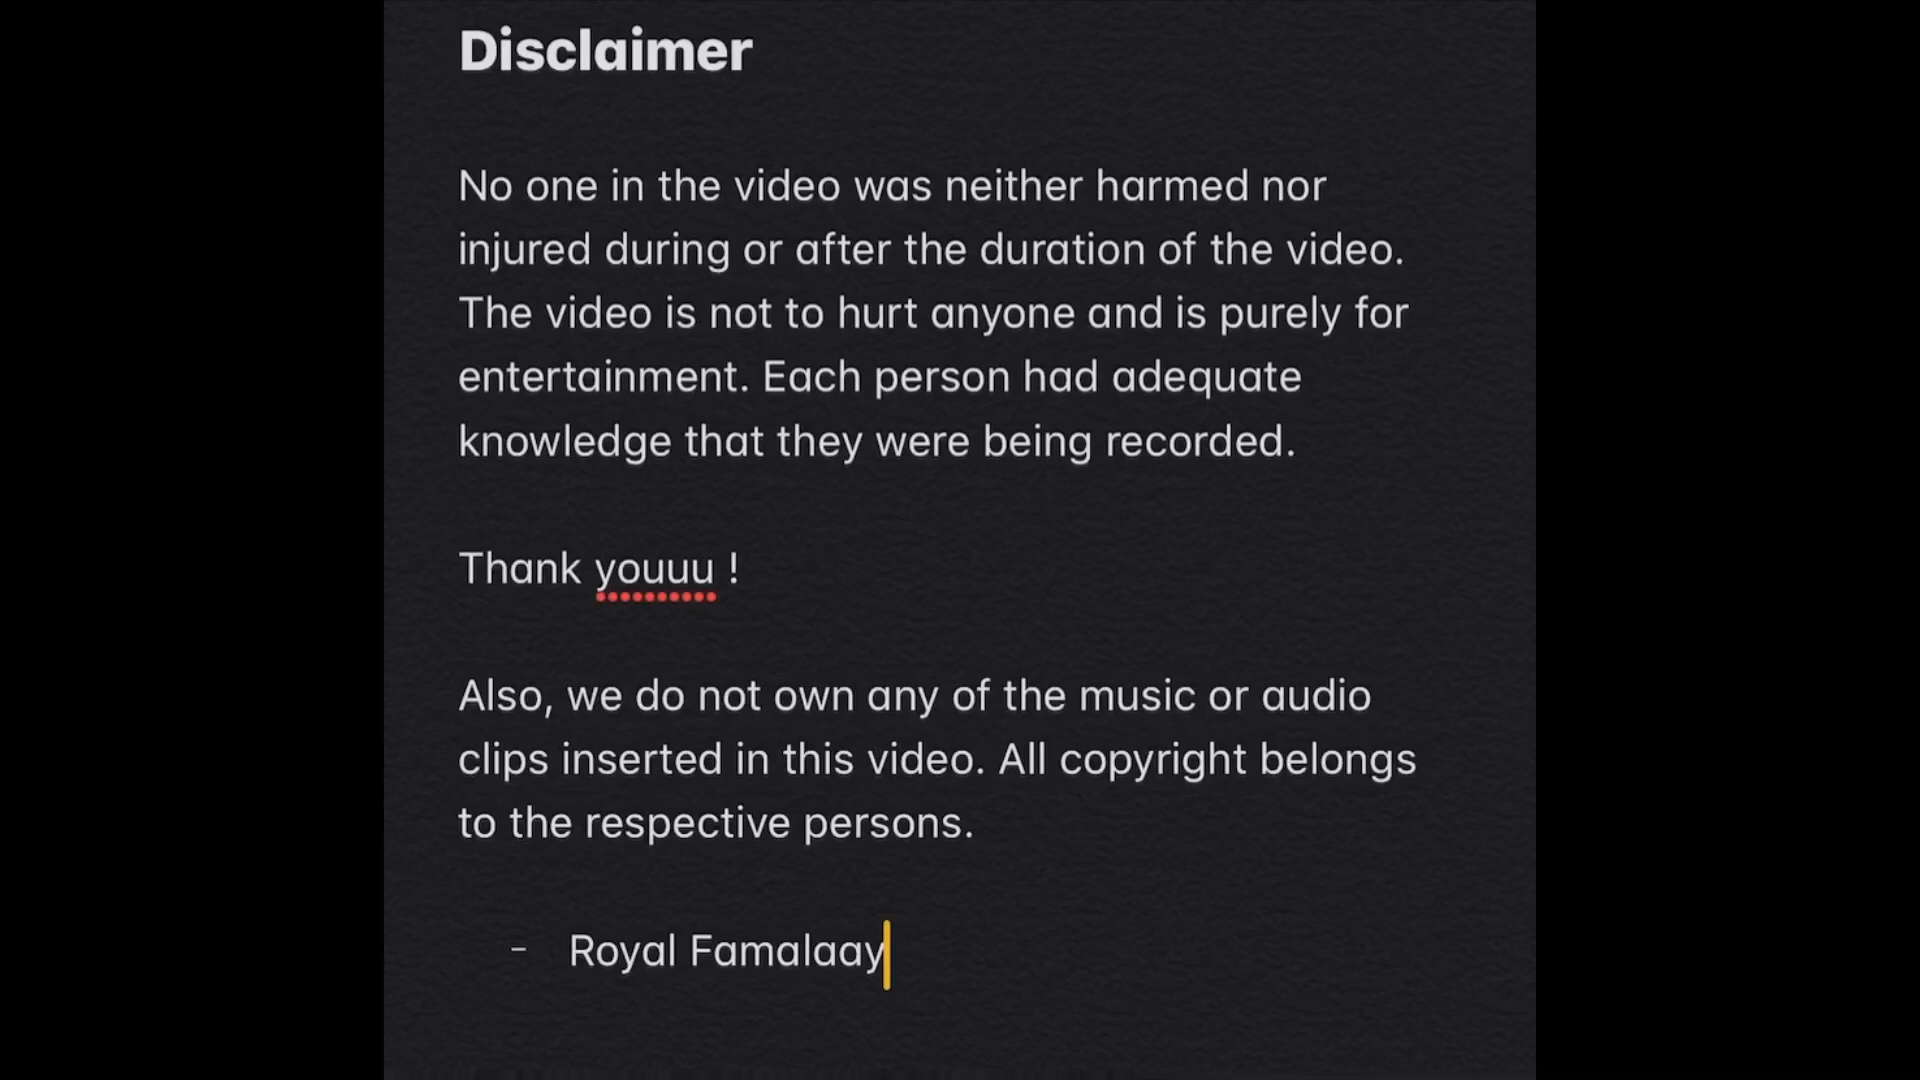 Disclaimer
No one in the video was neither harmed nor
injured during or after the duration of the video.
The video is not to hurt anyone and is purely for
entertainment. Each person had adequate
knowledge that they were being recorded.
Thank youuu !
Also, we do not own any of the music or audio
clips inserted in this video. All copyright belongs
to the respective persons.
- Royal Famalaay